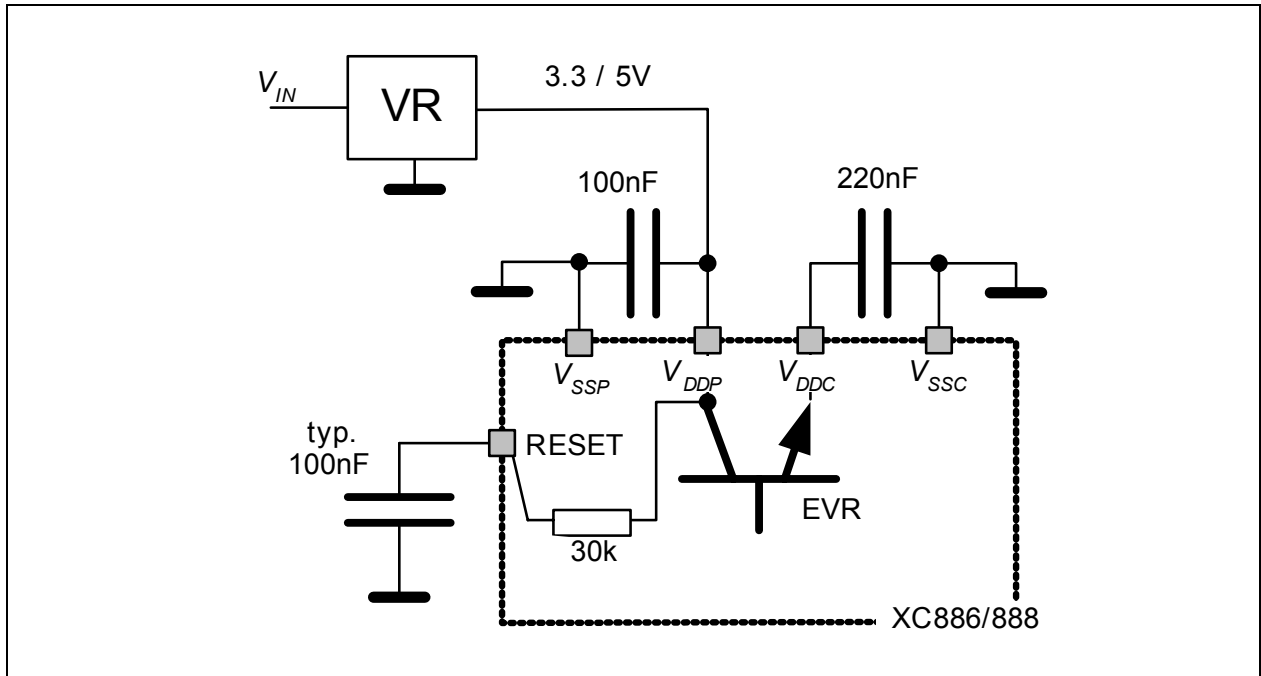 V_IN
VR
3.3 / 5V
100nF
220nF
V_SSP
V_DDP
V_DDC
V_SSC
typ.
100nF
RESET
30k
EVR
XC886/888